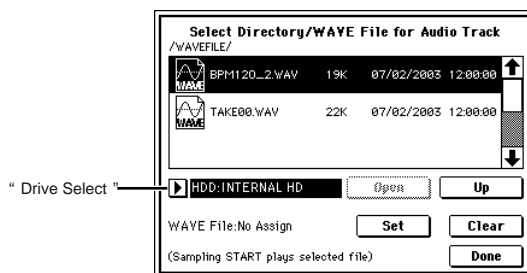 Select Directory/WAVE File for Audio Track
/WAVEFILE/
WAVE BPM120_2.WAV 19K 07/02/2003 12:00:00
WAVE TAKE00.WAV 22K 07/02/2003 12:00:00
“ Drive Select ” HDD:INTERNAL HD Open Up
WAVE File:No Assign Set Clear
(Sampling START plays selected file) Done